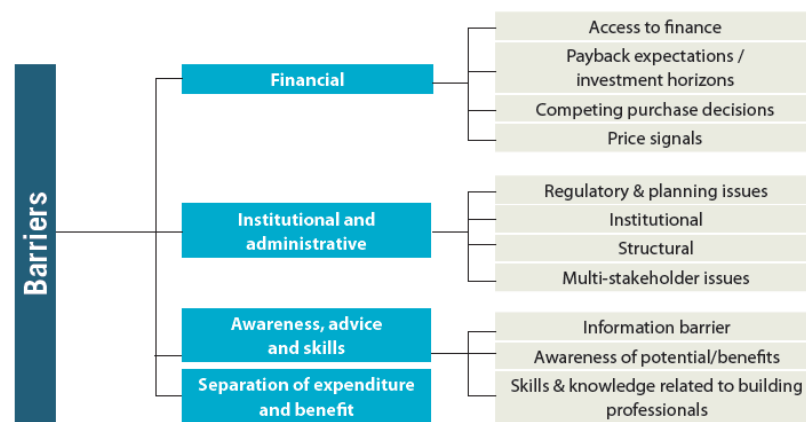 Barriers
Financial
Access to finance
Payback expectations /
investment horizons
Competing purchase decisions
Price signals
Institutional and
administrative
Regulatory & planning issues
Institutional
Structural
Multi-stakeholder issues
Awareness, advice
and skills
Information barrier
Awareness of potential/benefits
Skills & knowledge related to building
professionals
Separation of expenditure
and benefit